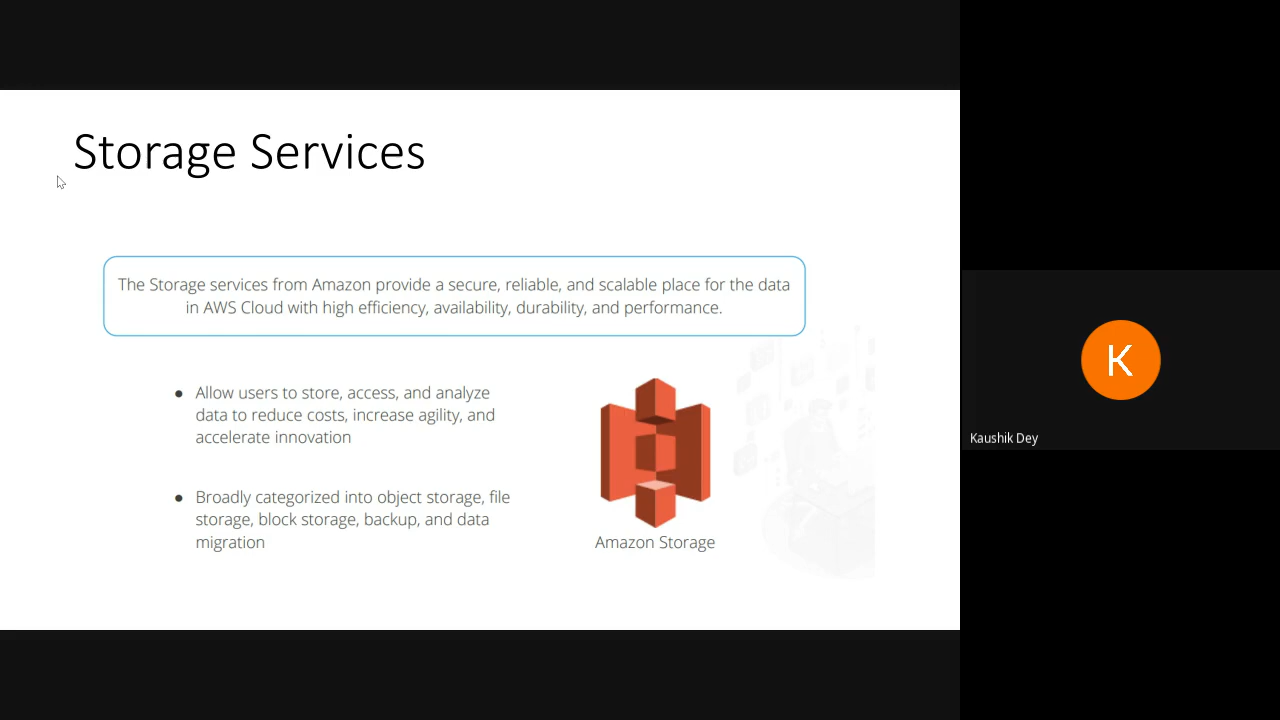 Storage Services
The Storage services from Amazon provide a secure, reliable, and scalable place for the data
in AWS Cloud with high efficiency, availability, durability, and performance.
● Allow users to store, access, and analyze
data to reduce costs, increase agility, and
accelerate innovation
● Broadly categorized into object storage, file
storage, block storage, backup, and data
migration
Amazon Storage
K
Kaushik Dey